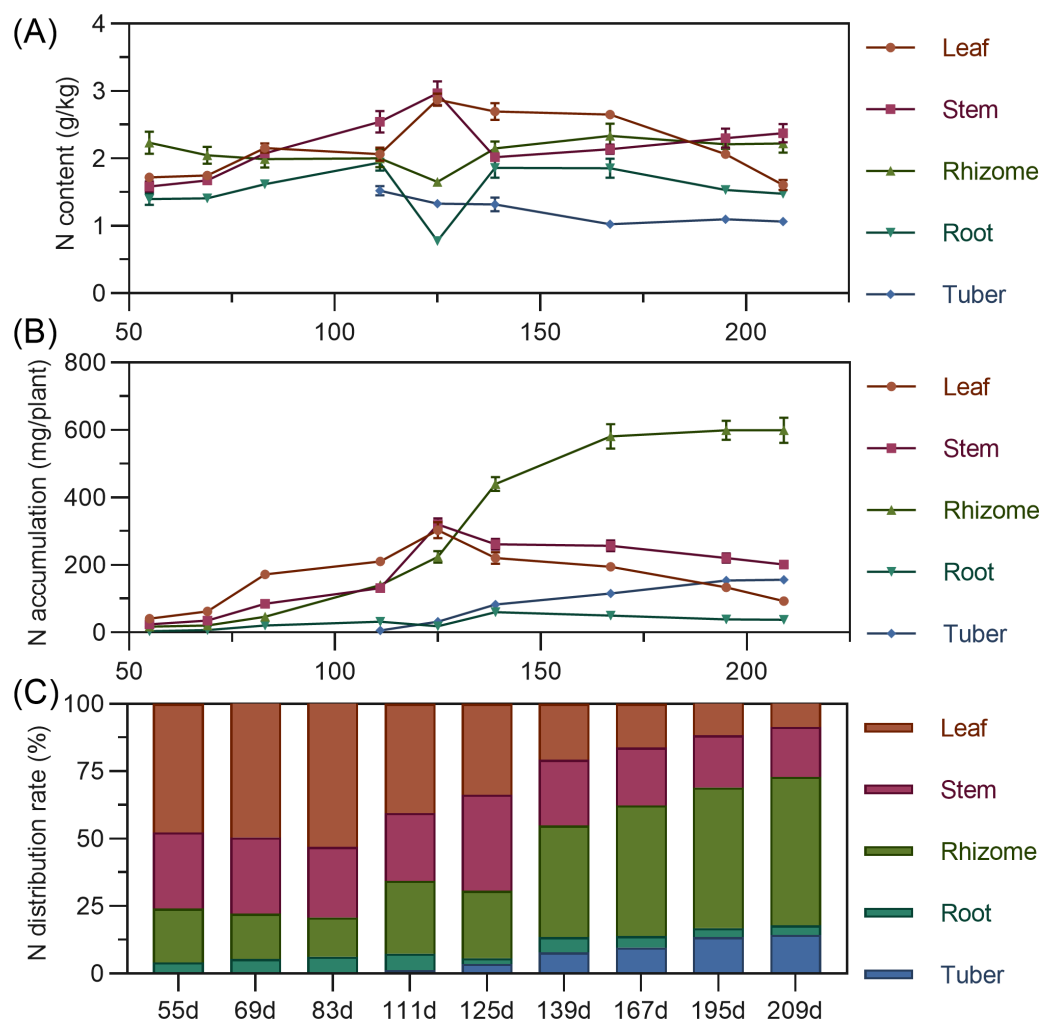 (A)
N content (g/kg)
4
3
2
1
0
50
100
150
200
Leaf
Stem
Rhizome
Root
Tuber
(B)
N accumulation (mg/plant)
800
600
400
200
0
50
100
150
200
Leaf
Stem
Rhizome
Root
Tuber
(C)
N distribution rate (%)
100
75
50
25
0
55d
69d
83d
111d
125d
139d
167d
195d
209d
Leaf
Stem
Rhizome
Root
Tuber